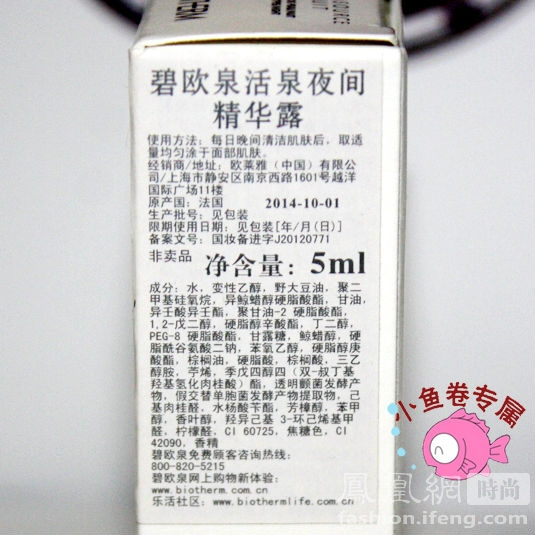 碧欧泉活泉夜间
精华露
使用方法：每日晚间清洁肌肤后，取适
量均匀涂于面部肌肤。
经销商/地址：欧莱雅（中国）有限公
司/上海市静安区南京西路1601号越洋
国际广场11楼
原产国：法国 2014-10-01
生产批号：见包装
限期使用日期：见包装[年/月(日)]
备案文号：国妆备进字J20120771
非卖品 净含量：5ml
成分：水，变性乙醇，野大豆油，聚二
甲基硅氧烷，异鲸蜡醇硬脂酸酯，甘油，
异壬酸异壬酯，聚甘油-2 硬脂酸酯，
1,2-戊二醇，硬脂醇辛酸酯，丁二醇，
PEG-8 硬脂酸酯，甘露糖，鲸蜡醇，硬
脂酰谷氨酸二钠，苯氧乙醇，硬脂醇庚
酸酯，棕榈油，硬脂酸，棕榈酸，三乙
醇胺，苧烯，季戊四醇四（双-叔丁基
羟基氢化肉桂酸）酯，透明颤菌发酵产
物，假交替单胞菌发酵产物提取物，己
基肉桂醛，水杨酸苄酯，芳樟醇，苯甲
醇，香叶醇，羟异己基 3-环己烯基甲
醛，柠檬醛，CI 60725，焦糖色，CI
42090，香精
碧欧泉免费顾客咨询热线：
800-820-5215
碧欧泉网上购物新体验：
www.biotherm.com.cn
乐活社区：www.biothermlife.com.cn
小鱼卷专属
鳳凰網時尚
fashion.ifeng.com